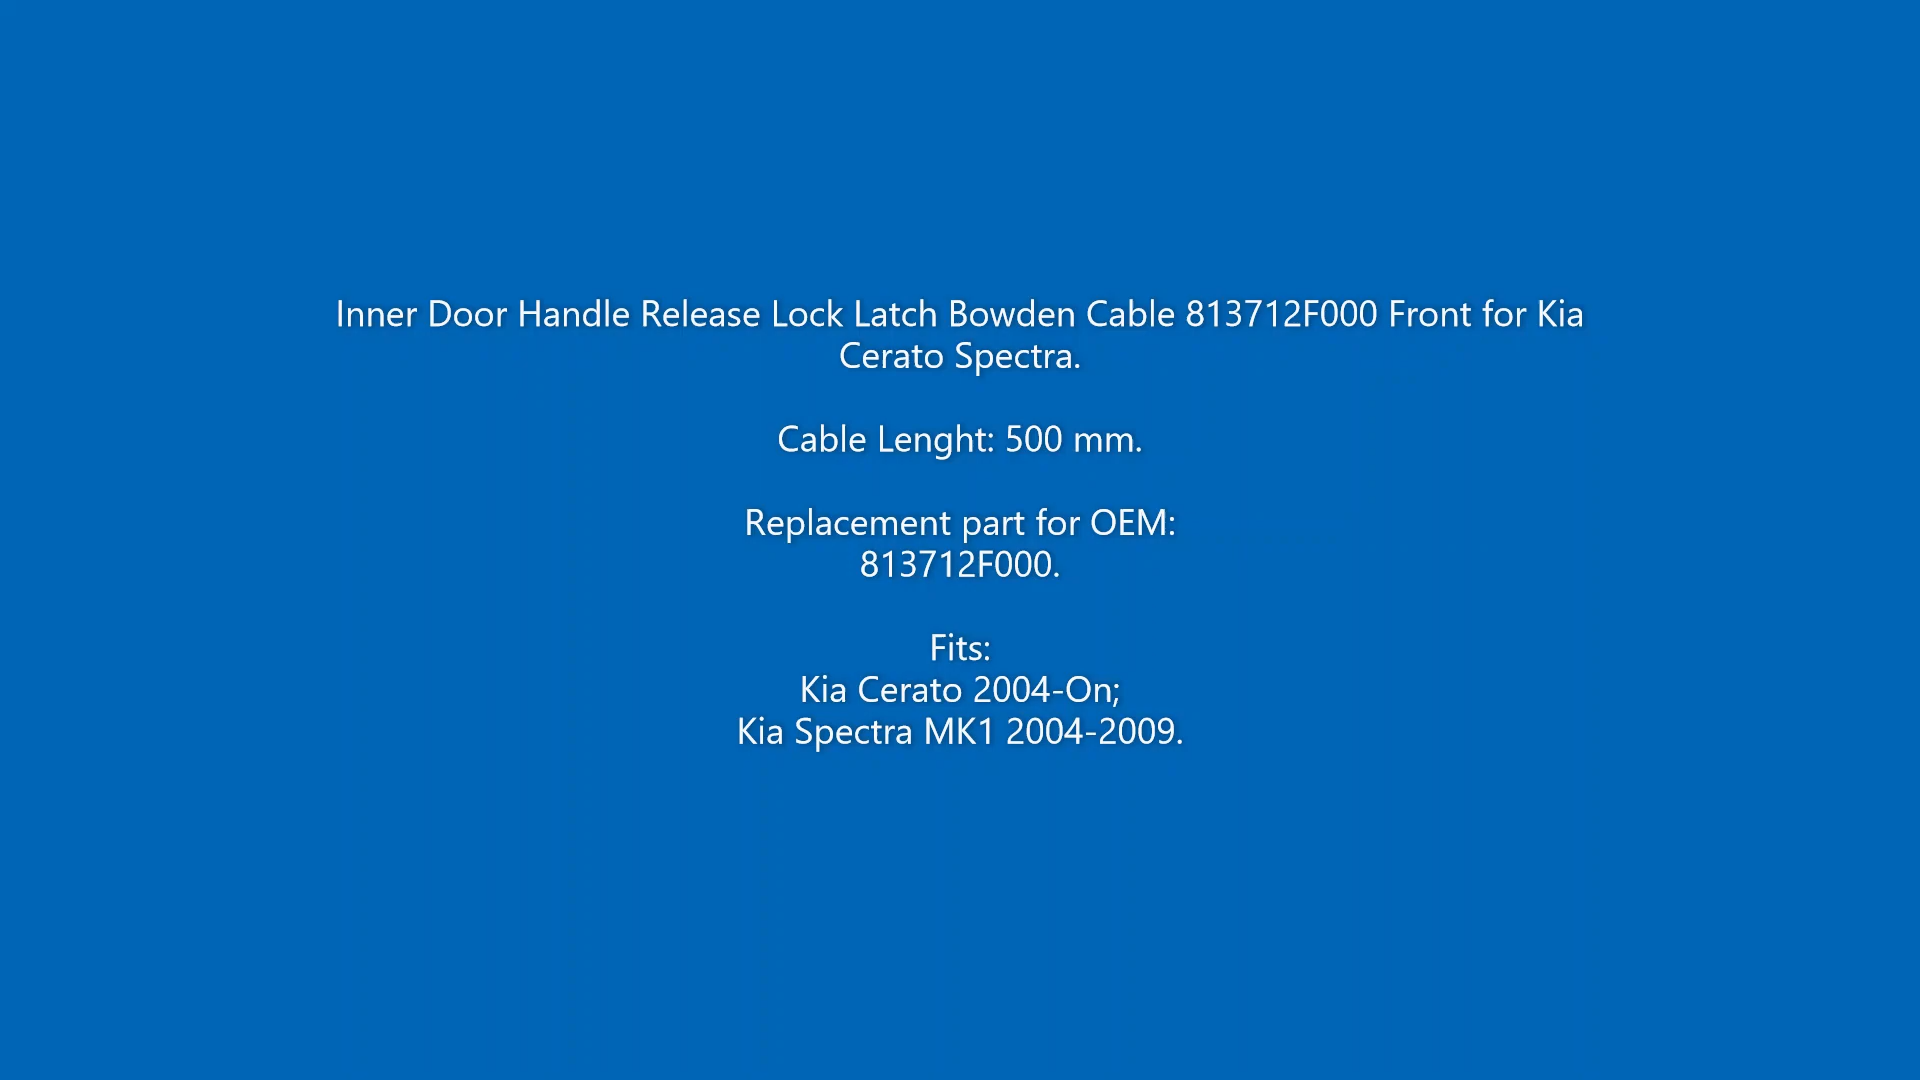 Inner Door Handle Release Lock Latch Bowden Cable 813712F000 Front for Kia
Cerato Spectra.
Cable Lenght: 500 mm.
Replacement part for OEM:
813712F000.
Fits:
Kia Cerato 2004-On;
Kia Spectra MK1 2004-2009.